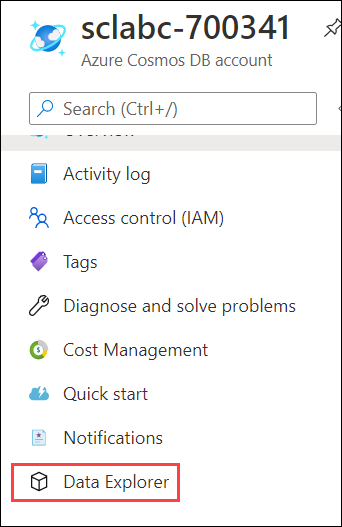 sclabc-700341
Azure Cosmos DB account
Search (Ctrl+/)
Overview
Activity log
Access control (IAM)
Tags
Diagnose and solve problems
Cost Management
Quick start
Notifications
Data Explorer